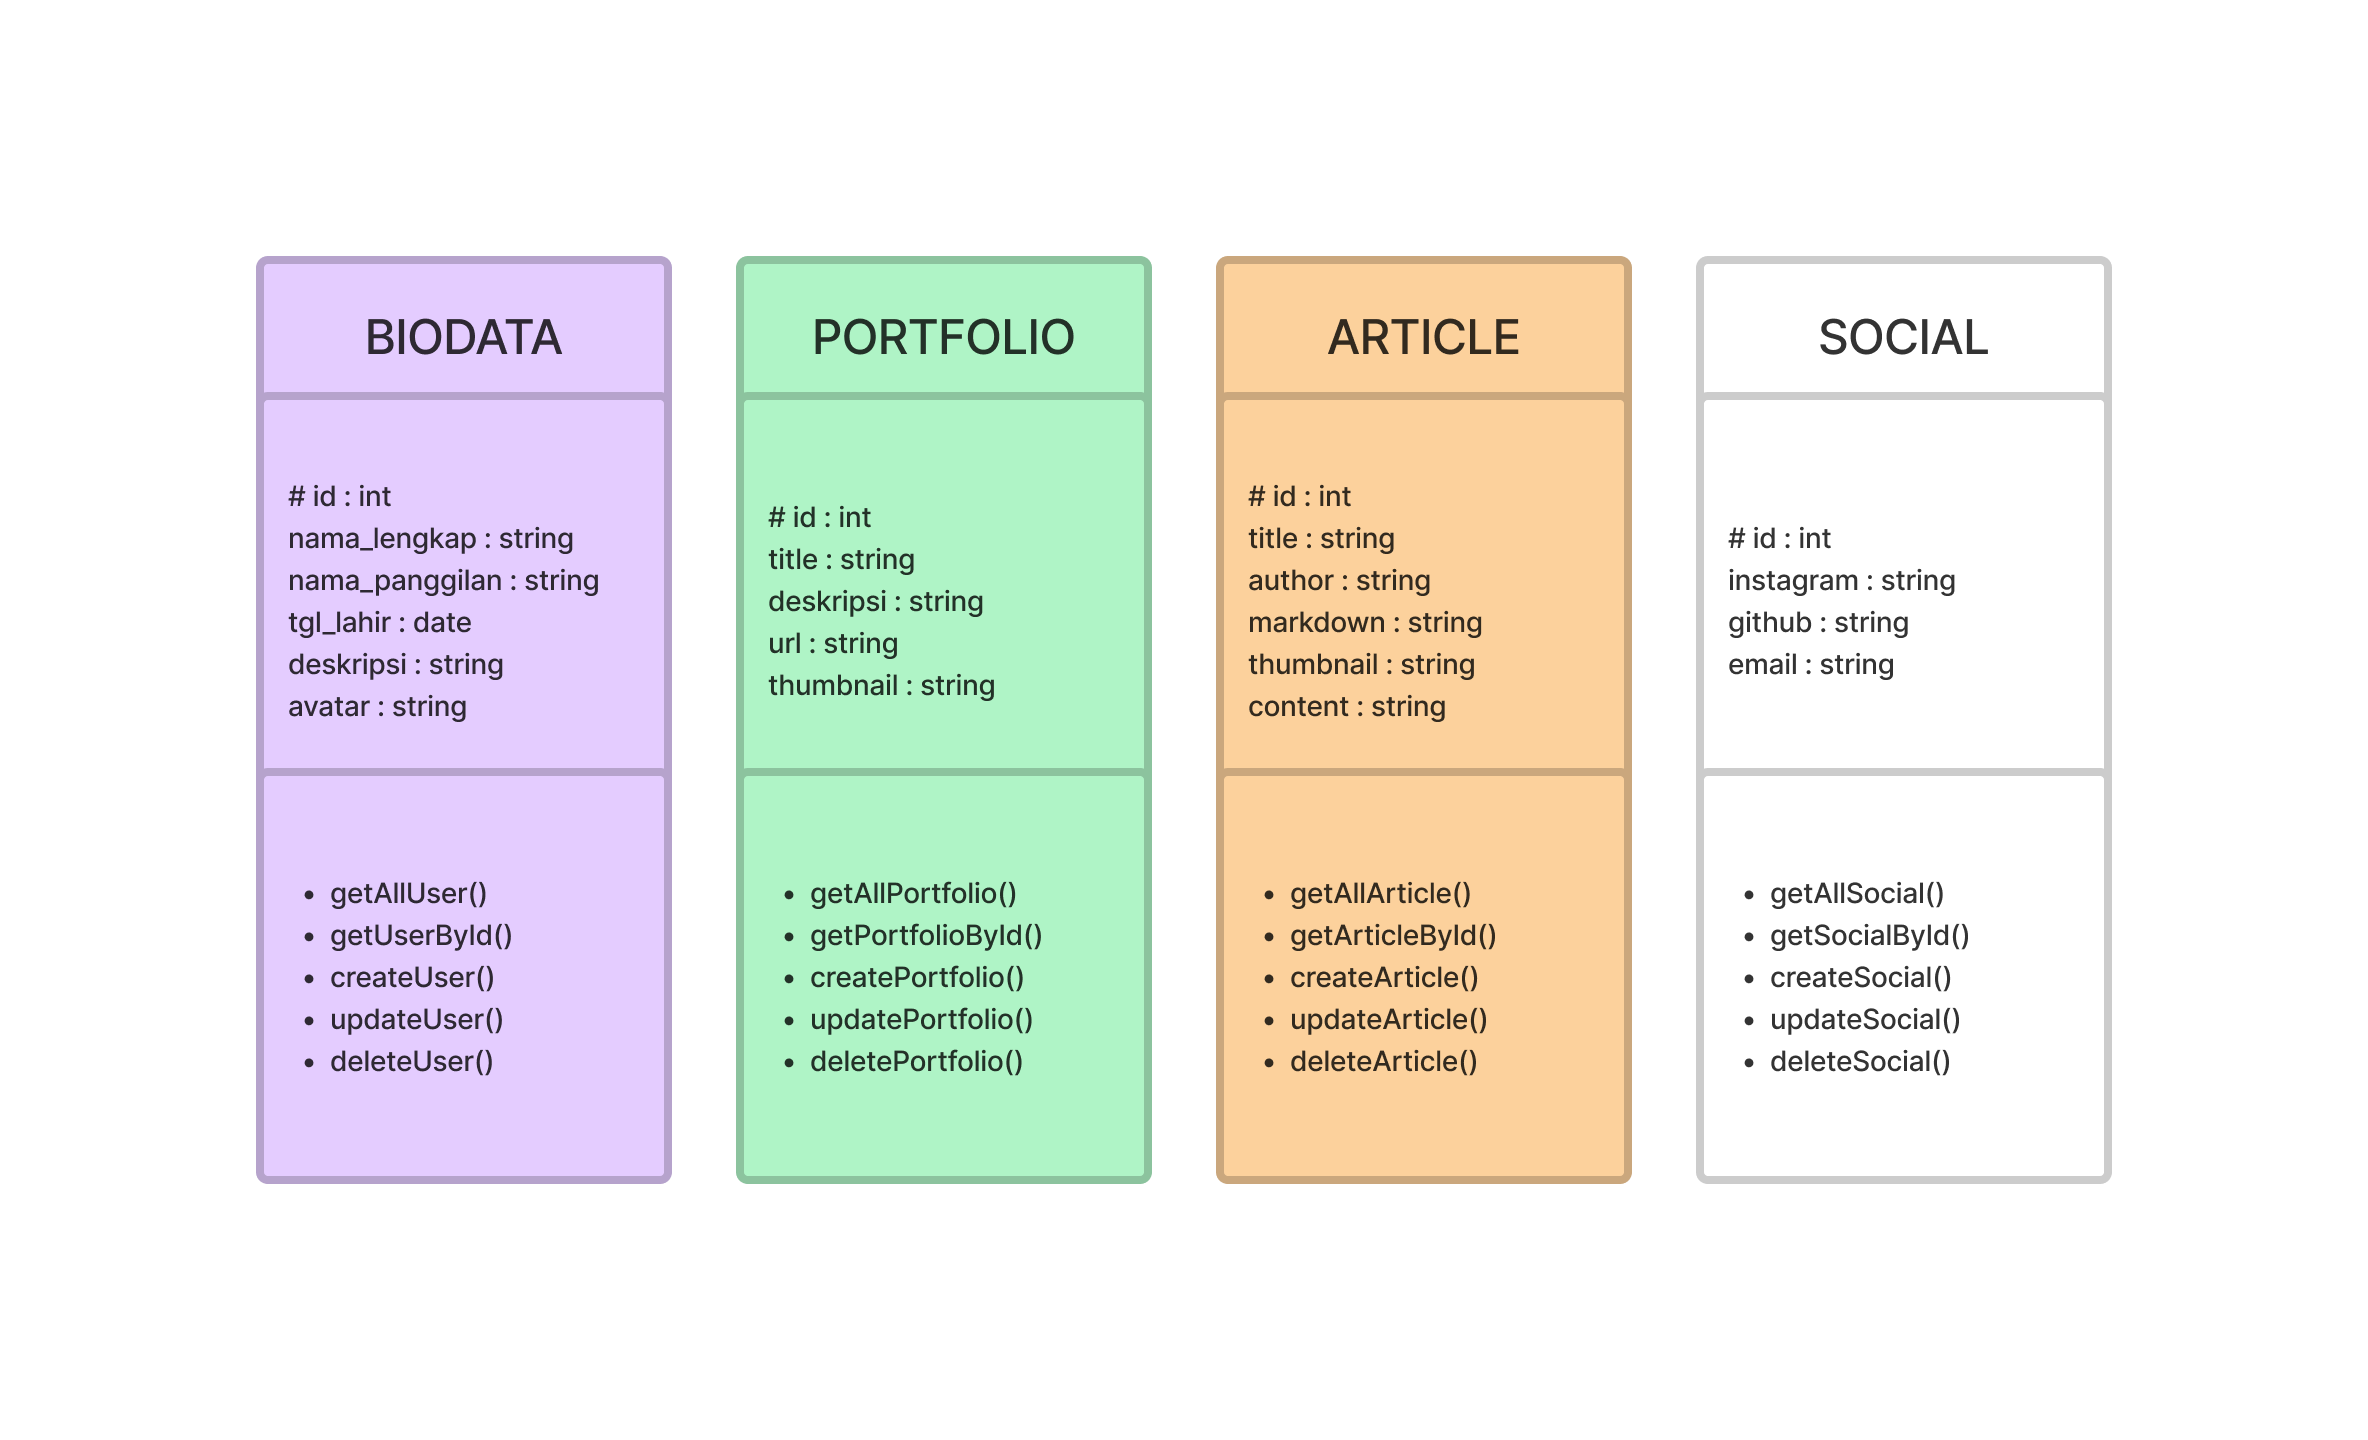 BIODATA
# id : int
nama_lengkap : string
nama_panggilan : string
tgl_lahir : date
deskripsi : string
avatar : string
• getAllUser()
• getUserById()
• createUser()
• updateUser()
• deleteUser()
PORTFOLIO
# id : int
title : string
deskripsi : string
url : string
thumbnail : string
• getAllPortfolio()
• getPortfolioById()
• createPortfolio()
• updatePortfolio()
• deletePortfolio()
ARTICLE
# id : int
title : string
author : string
markdown : string
thumbnail : string
content : string
• getAllArticle()
• getArticleById()
• createArticle()
• updateArticle()
• deleteArticle()
SOCIAL
# id : int
instagram : string
github : string
email : string
• getAllSocial()
• getSocialById()
• createSocial()
• updateSocial()
• deleteSocial()